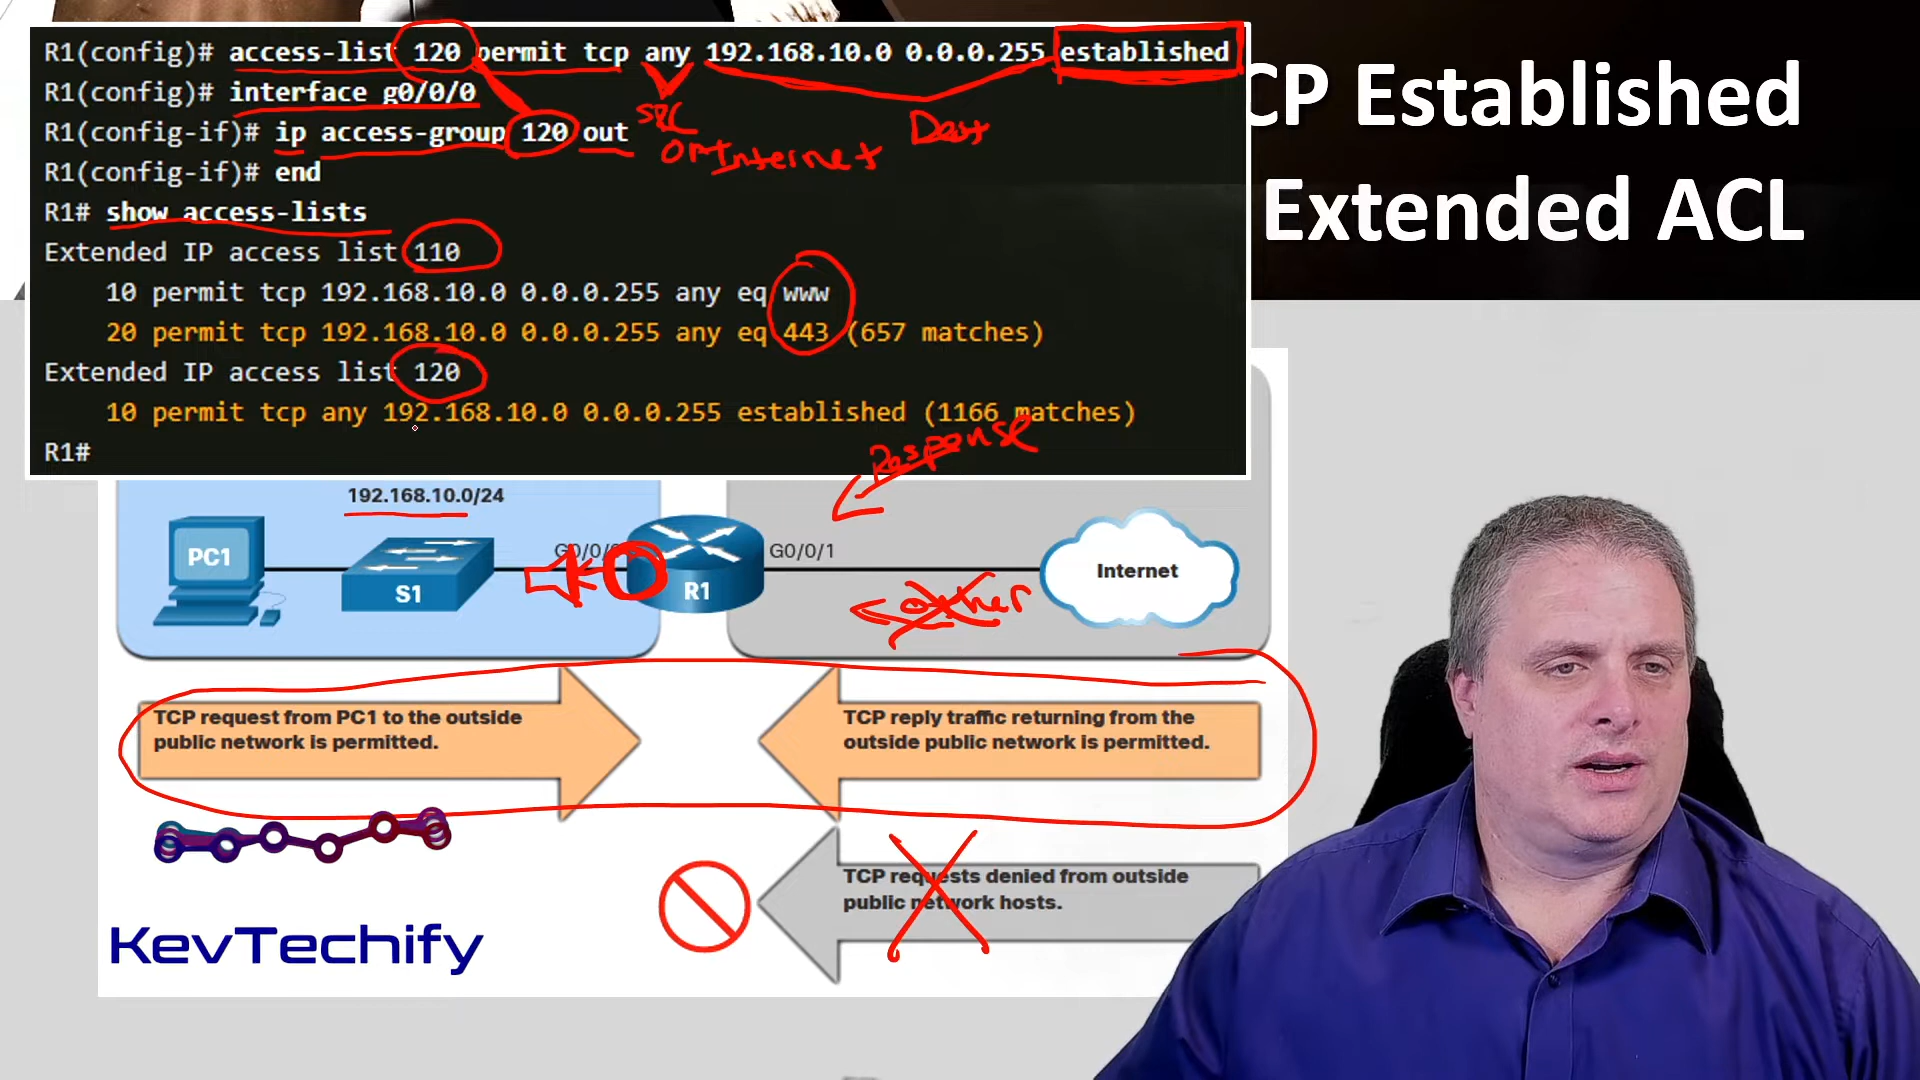 CP Established
Extended ACL
R1(config)# access-list 120 permit tcp any 192.168.10.0 0.0.0.255 established
R1(config)# interface g0/0/0
R1(config-if)# ip access-group 120 out
R1(config-if)# end
R1# show access-lists
Extended IP access list 110
10 permit tcp 192.168.10.0 0.0.0.255 any eq www
20 permit tcp 192.168.10.0 0.0.0.255 any eq 443 (657 matches)
Extended IP access list 120
10 permit tcp any 192.168.10.0 0.0.0.255 established (1166 matches)
R1#
SRC
or Internet
Dest
Response
192.168.10.0/24
PC1
S1
G0/0/
R1
G0/0/1
Internet
other
TCP request from PC1 to the outside
public network is permitted.
TCP reply traffic returning from the
outside public network is permitted.
TCP requests denied from outside
public network hosts.
KevTechify